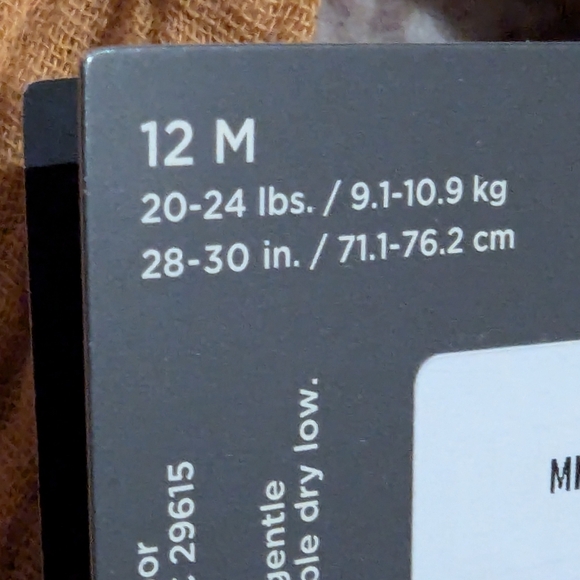 12 M
20-24 lbs. / 9.1-10.9 kg
28-30 in. / 71.1-76.2 cm
29615
gentle
dry low.